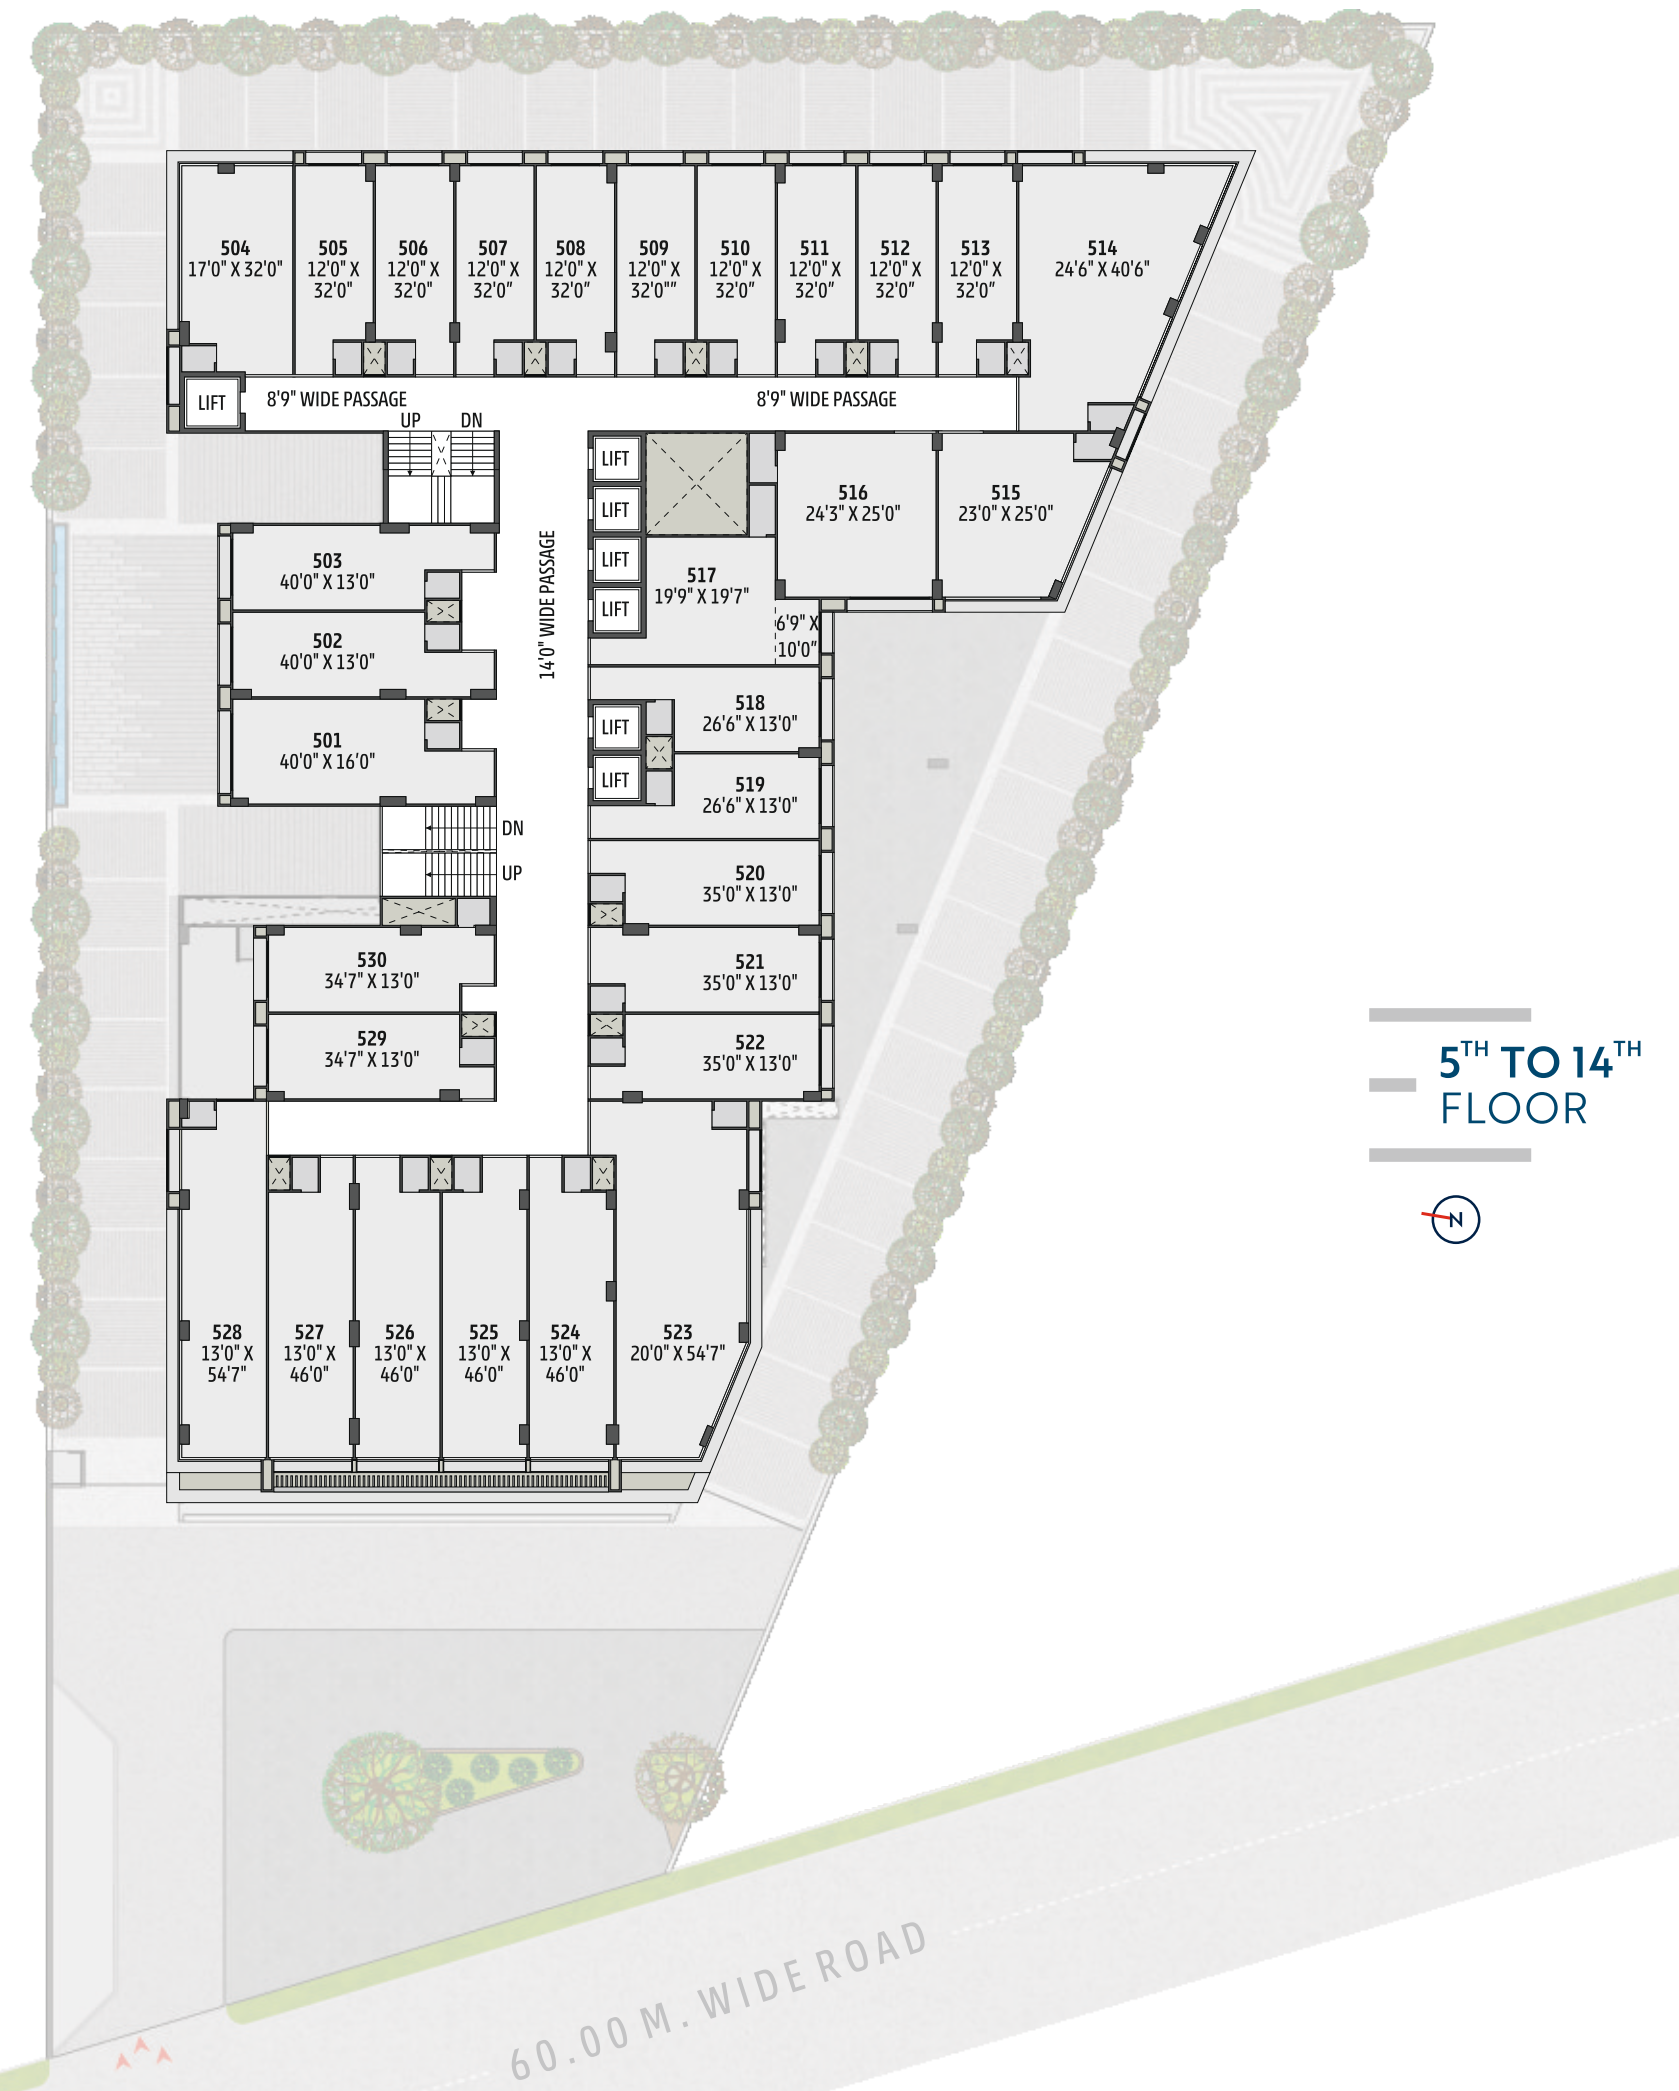 504
17'0" X 32'0"
505
12'0" X
32'0"
506
12'0" X
32'0"
507
12'0" X
32'0"
508
12'0" X
32'0"
509
12'0" X
32'0""
510
12'0" X
32'0"
511
12'0" X
32'0"
512
12'0" X
32'0"
513
12'0" X
32'0"
514
24'6" X 40'6"
LIFT
8'9" WIDE PASSAGE
8'9" WIDE PASSAGE
UP
DN
LIFT
LIFT
LIFT
LIFT
516
24'3" X 25'0"
515
23'0" X 25'0"
14'0" WIDE PASSAGE
503
40'0" X 13'0"
517
19'9" X 19'7"
6'9" X
10'0"
502
40'0" X 13'0"
501
40'0" X 16'0"
518
26'6" X 13'0"
LIFT
LIFT
519
26'6" X 13'0"
DN
UP
520
35'0" X 13'0"
530
34'7" X 13'0"
521
35'0" X 13'0"
529
34'7" X 13'0"
522
35'0" X 13'0"
528
13'0" X
54'7"
527
13'0" X
46'0"
526
13'0" X
46'0"
525
13'0" X
46'0"
524
13'0" X
46'0"
523
20'0" X 54'7"
5TH TO 14TH
FLOOR
N
60.00 M. WIDE ROAD